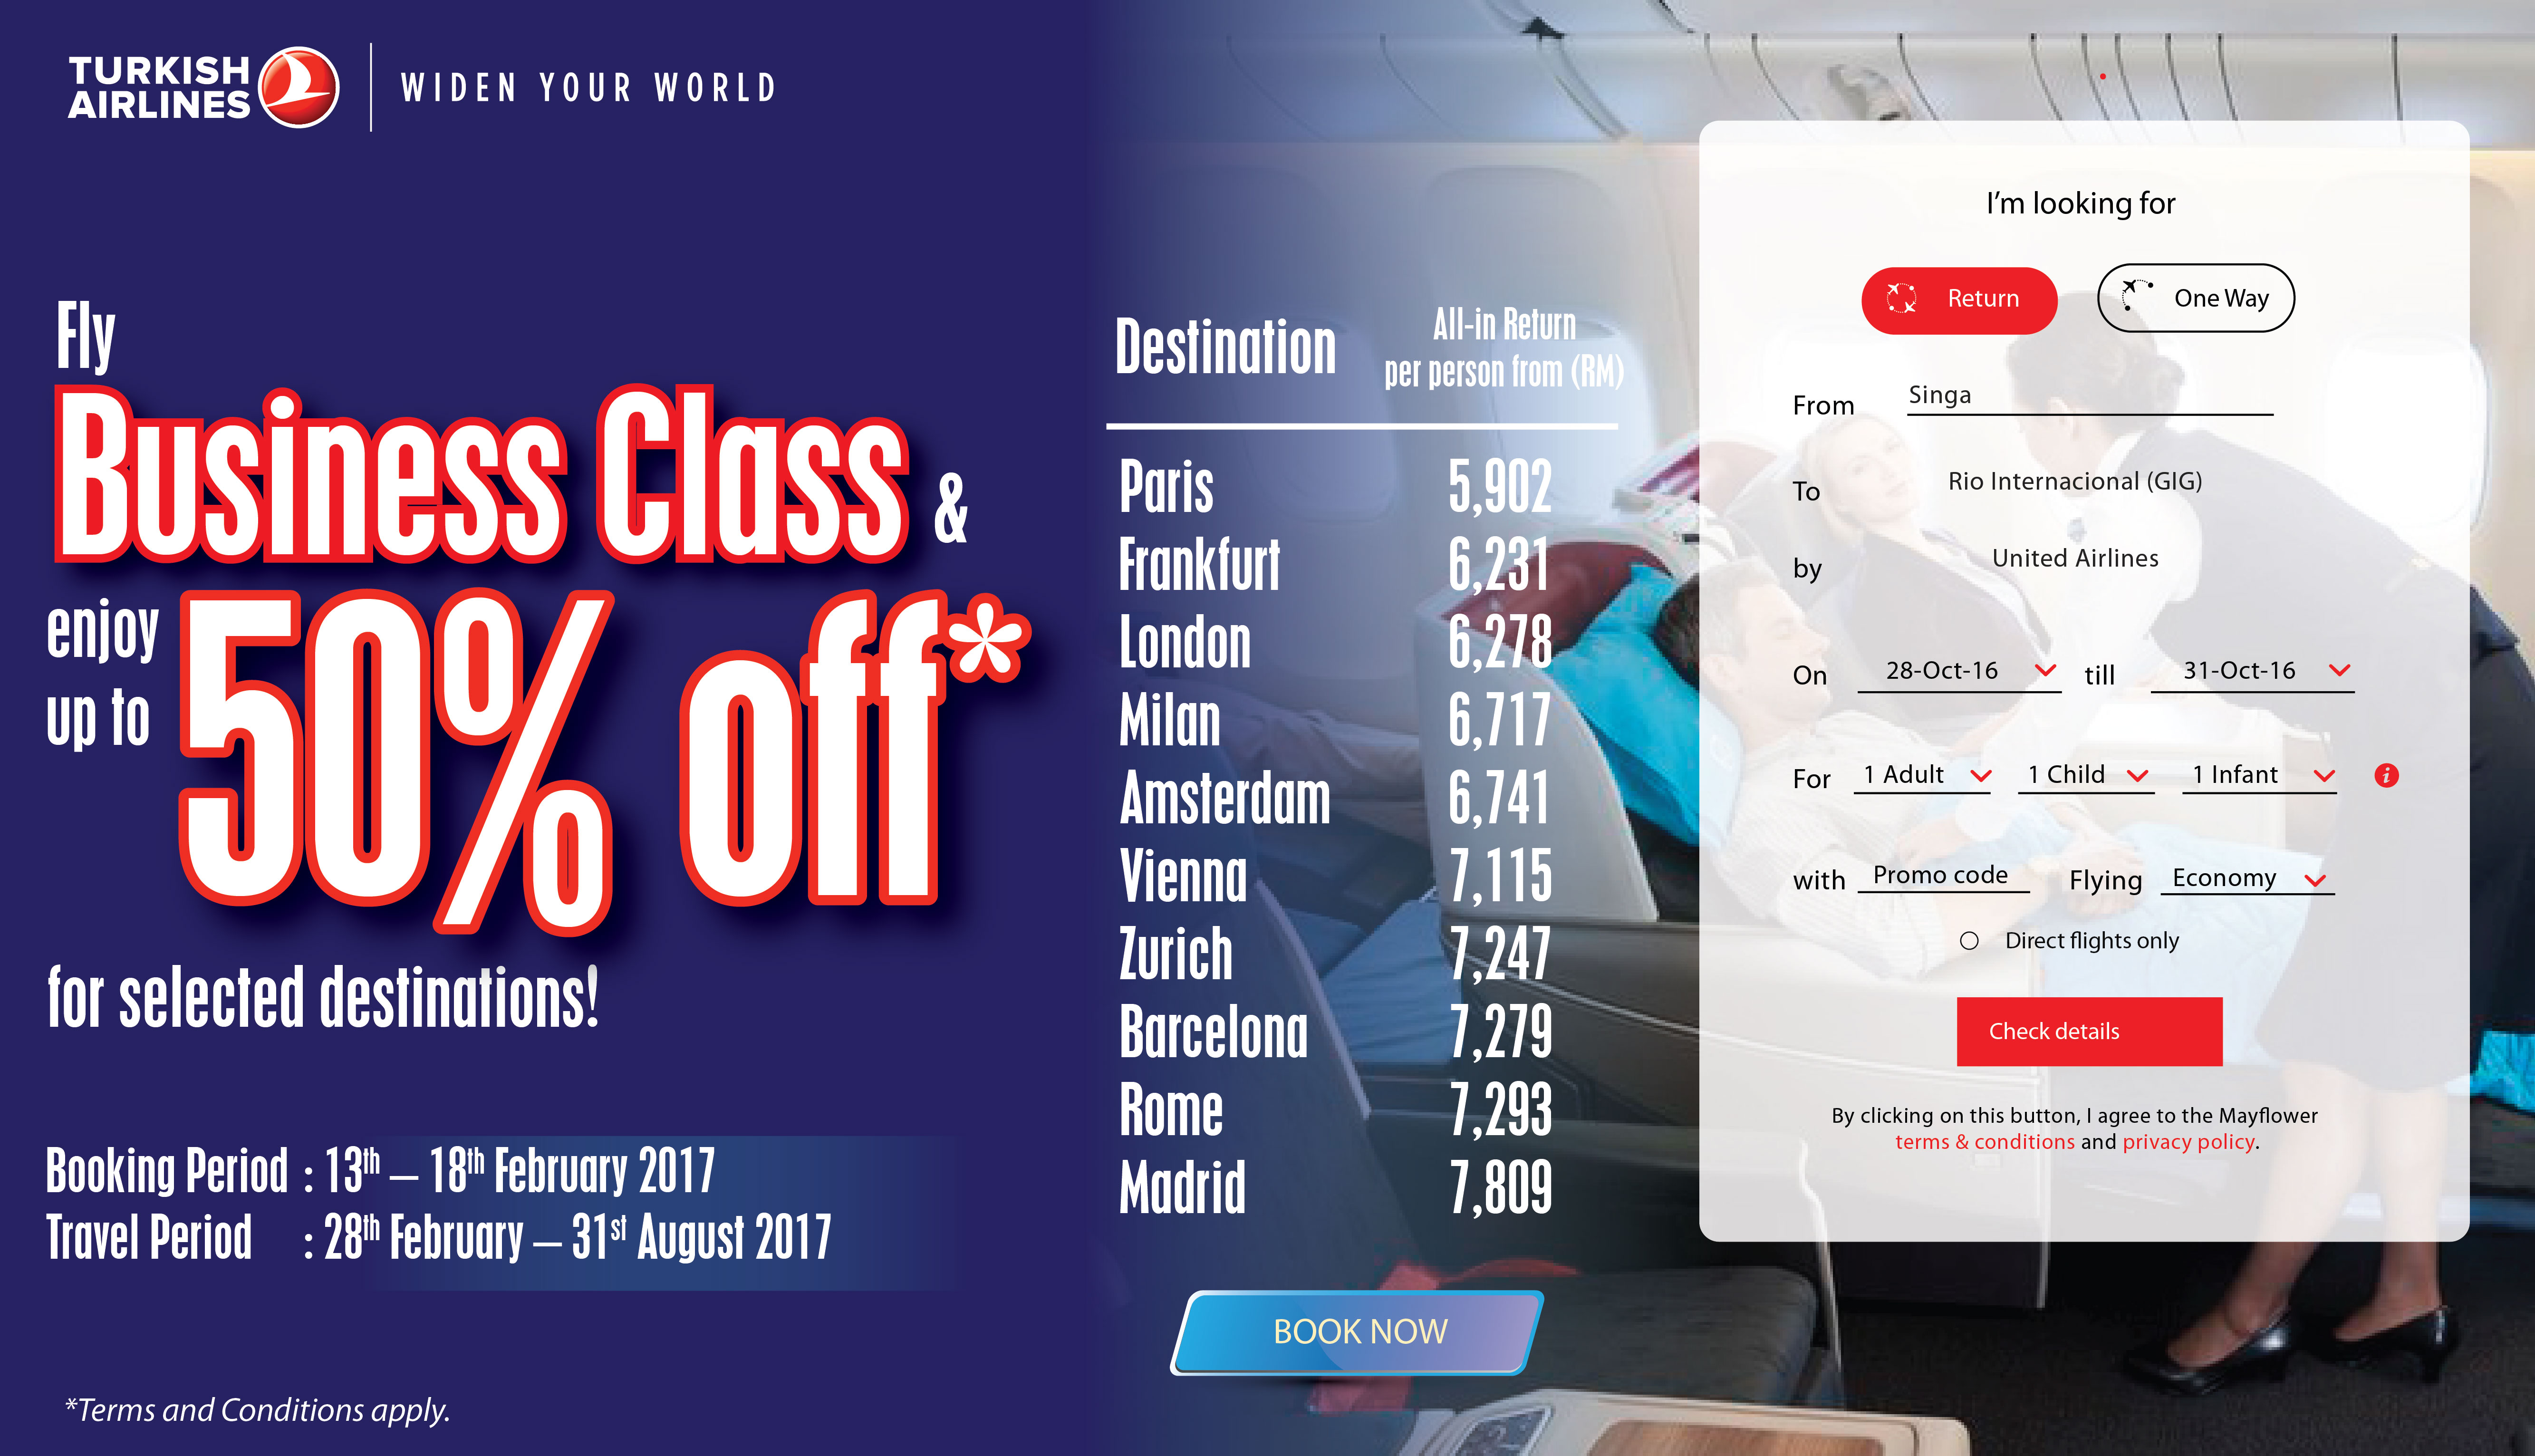 TURKISH
AIRLINES
WIDEN YOUR WORLD
Fly
Business Class &
enjoy
up to
50% off*
for selected destinations!
Booking Period : 13th – 18th February 2017
Travel Period : 28th February – 31st August 2017
*Terms and Conditions apply.
Destination
All-in Return
per person from (RM)
Paris 5,902
Frankfurt 6,231
London 6,278
Milan 6,717
Amsterdam 6,741
Vienna 7,115
Zurich 7,247
Barcelona 7,279
Rome 7,293
Madrid 7,809
BOOK NOW
I'm looking for
Return One Way
From Singa
To Rio Internacional (GIG)
by United Airlines
On 28-Oct-16 till 31-Oct-16
For 1 Adult 1 Child 1 Infant i
with Promo code Flying Economy
Direct flights only
Check details
By clicking on this button, I agree to the Mayflower
terms & conditions and privacy policy.